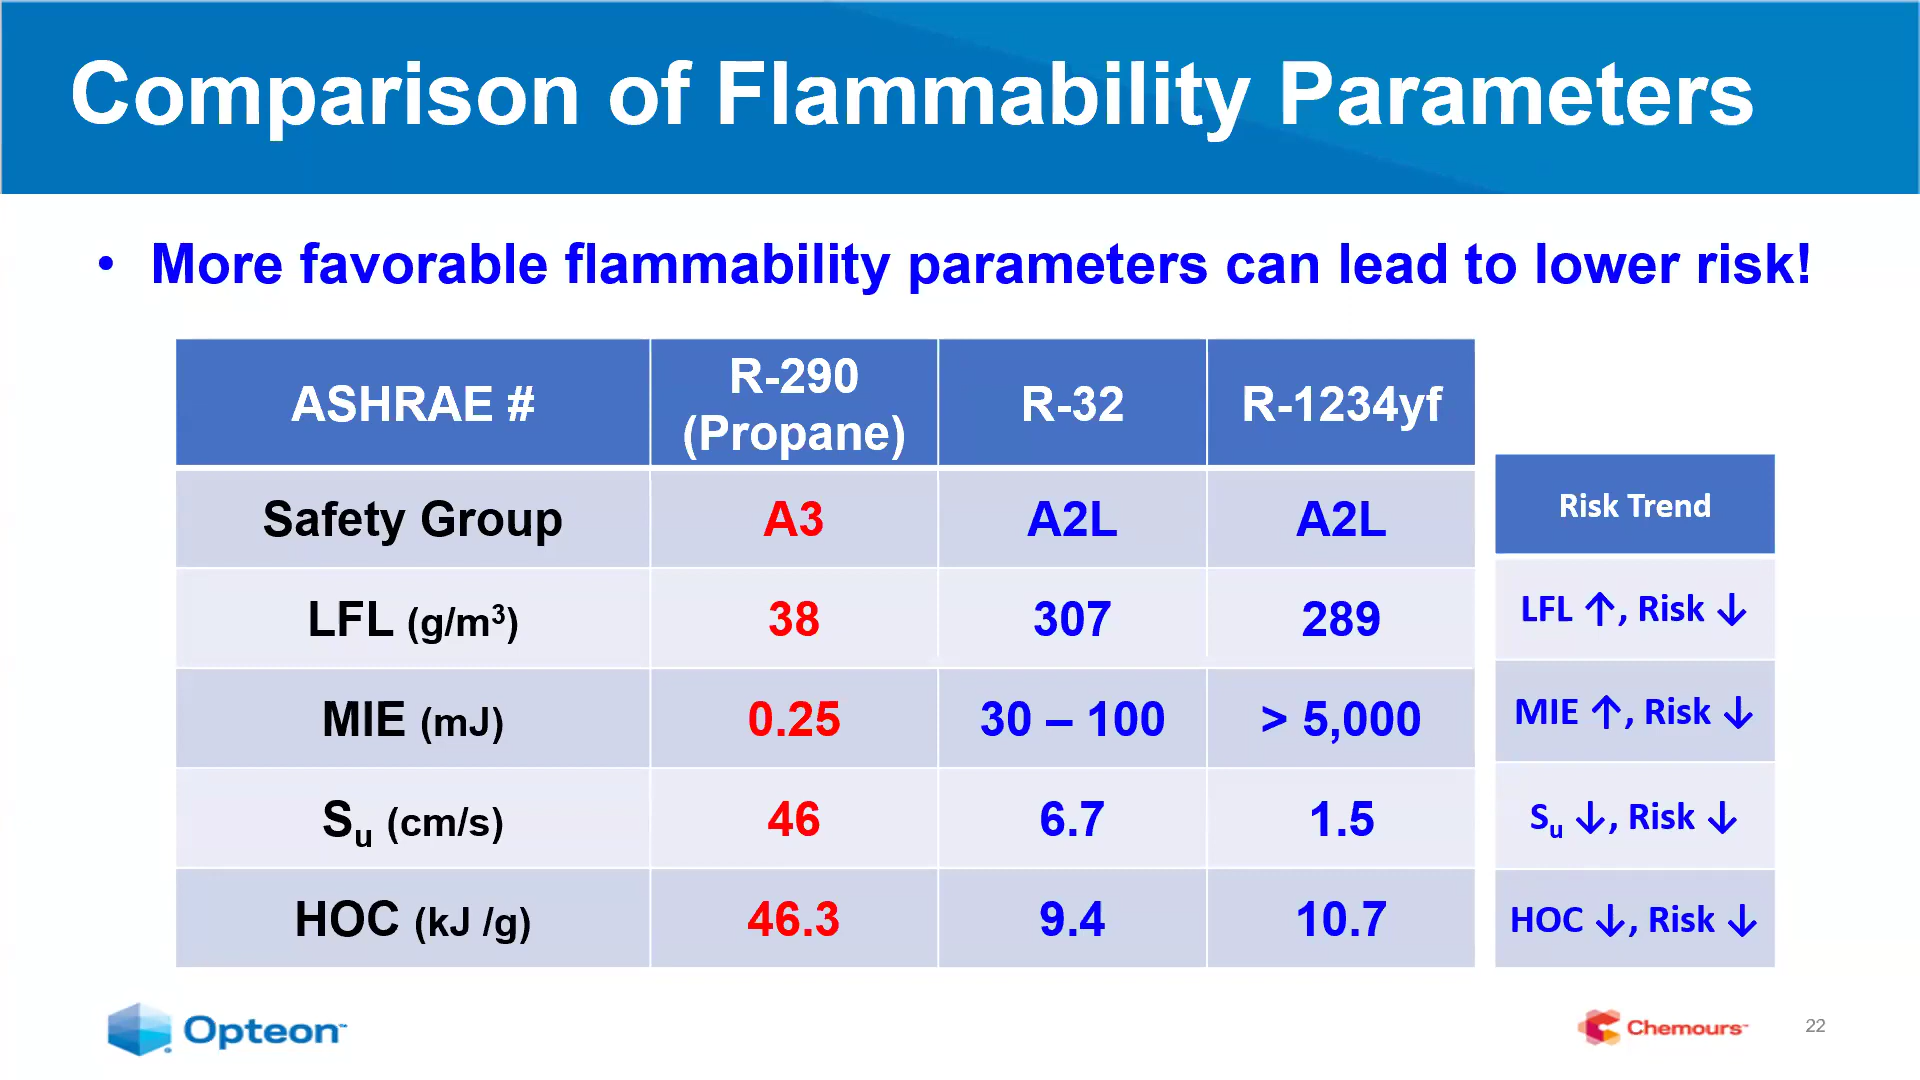 Comparison of Flammability Parameters
• More favorable flammability parameters can lead to lower risk!
ASHRAE # R-290 (Propane) R-32 R-1234yf
Safety Group A3 A2L A2L
LFL (g/m³) 38 307 289
MIE (mJ) 0.25 30 – 100 > 5,000
Sᵤ (cm/s) 46 6.7 1.5
HOC (kJ /g) 46.3 9.4 10.7
Risk Trend
LFL ↑, Risk ↓
MIE ↑, Risk ↓
Sᵤ ↓, Risk ↓
HOC ↓, Risk ↓
Opteon™
Chemours™
22